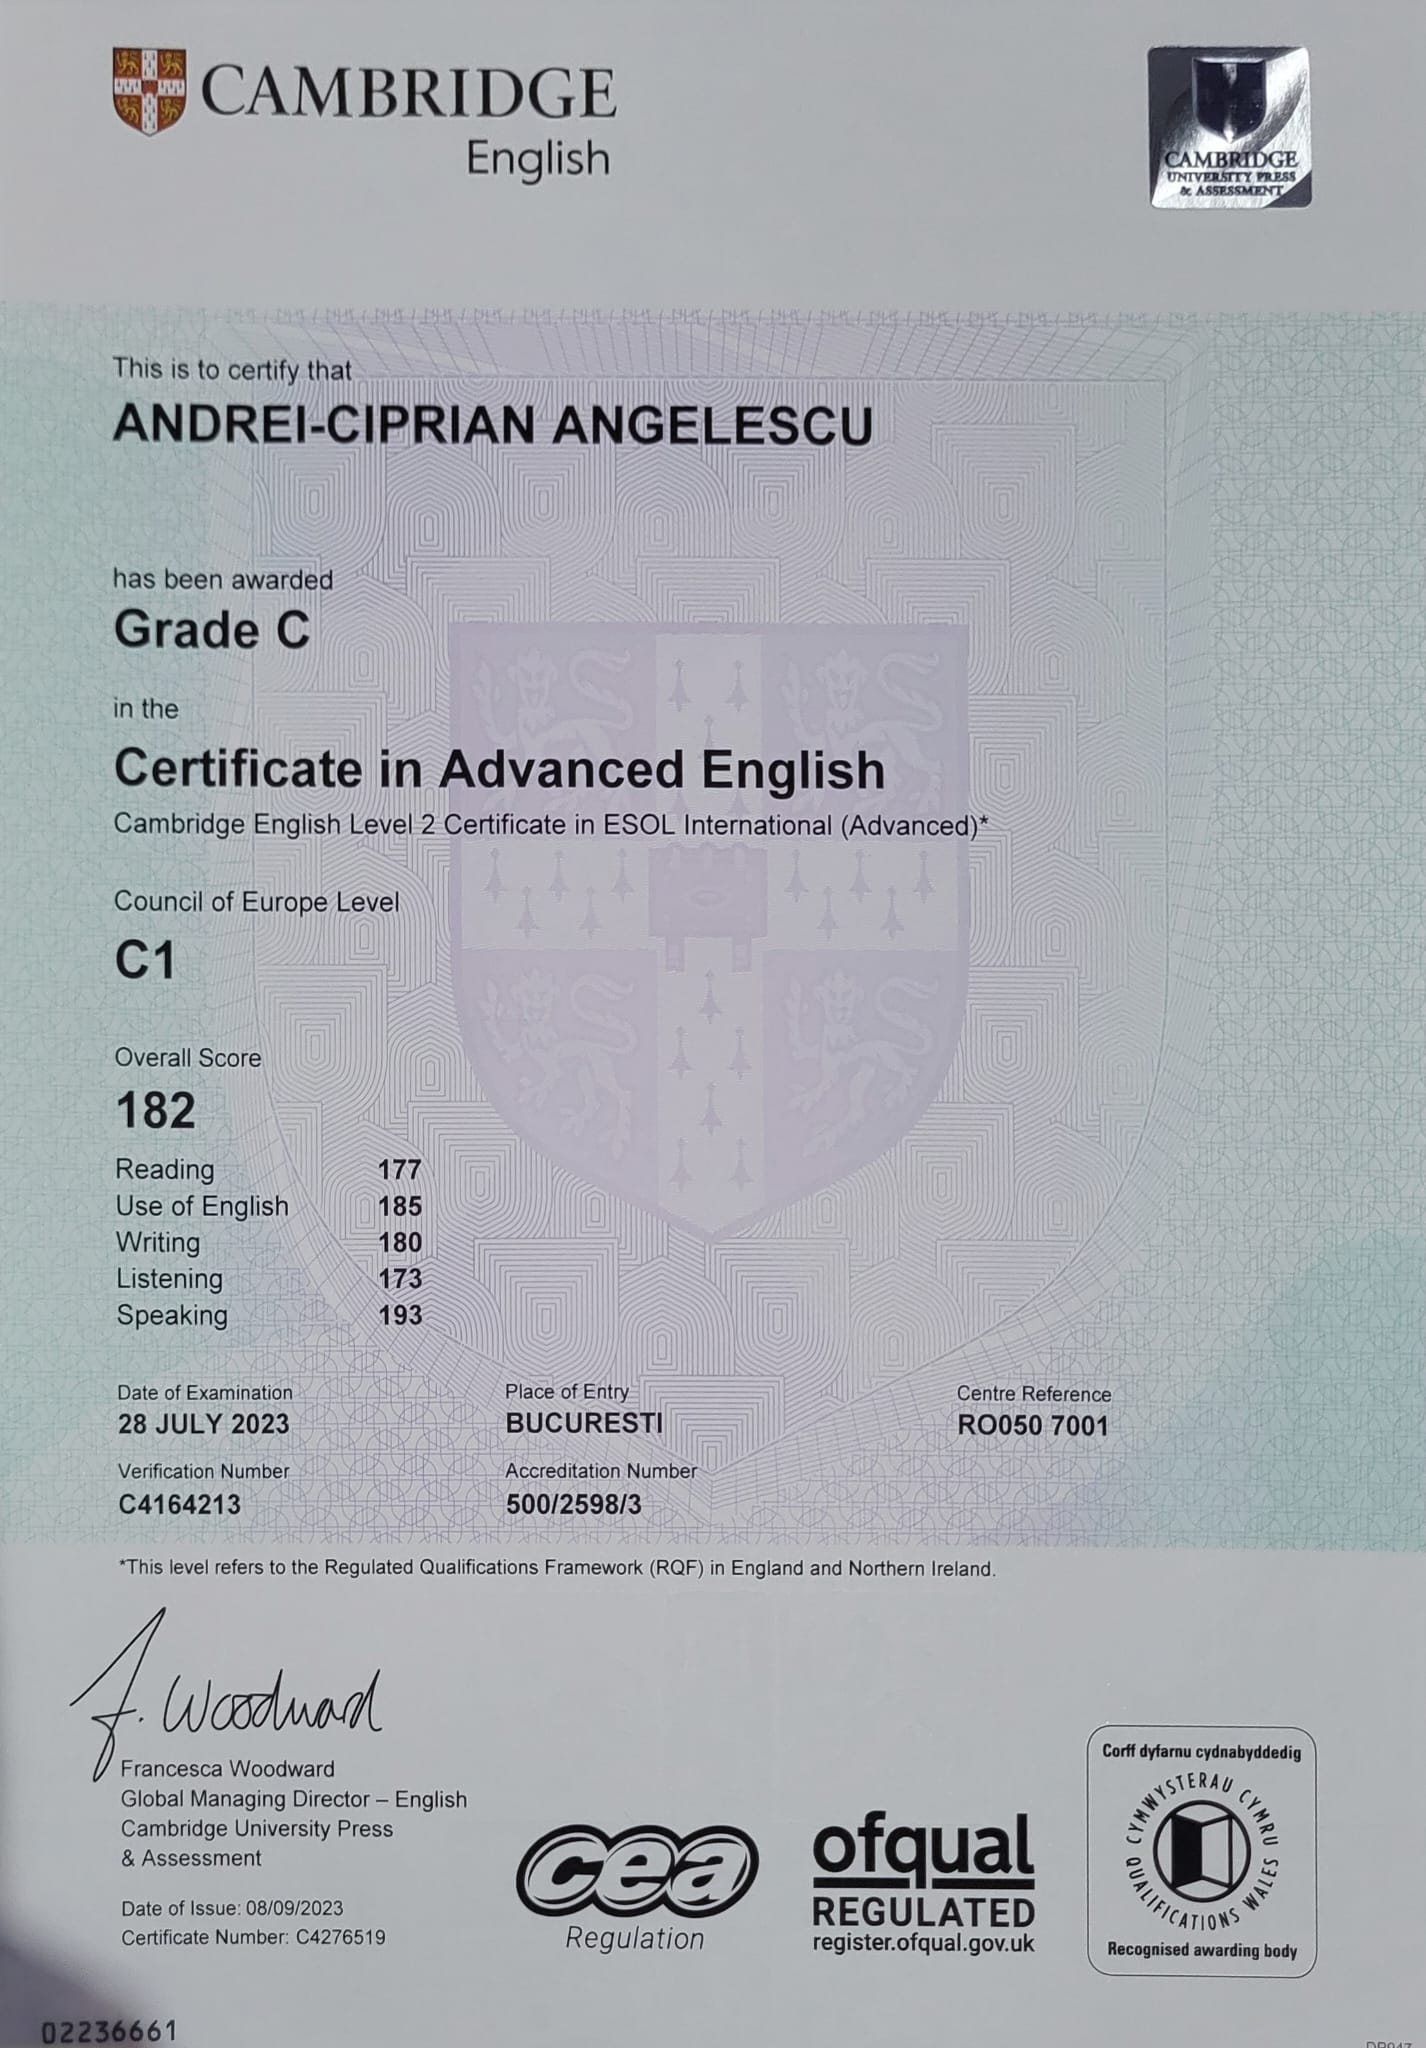 CAMBRIDGE
English
CAMBRIDGE
UNIVERSITY PRESS
& ASSESSMENT
This is to certify that
ANDREI-CIPRIAN ANGELESCU
has been awarded
Grade C
in the
Certificate in Advanced English
Cambridge English Level 2 Certificate in ESOL International (Advanced)*
Council of Europe Level
C1
Overall Score
182
Reading 177
Use of English 185
Writing 180
Listening 173
Speaking 193
Date of Examination Place of Entry Centre Reference
28 JULY 2023 BUCURESTI RO050 7001
Verification Number Accreditation Number
C4164213 500/2598/3
*This level refers to the Regulated Qualifications Framework (RQF) in England and Northern Ireland.
F. Woodward
Francesca Woodward
Global Managing Director – English
Cambridge University Press
& Assessment
Date of Issue: 08/09/2023
Certificate Number: C4276519
cea
Regulation
ofqual
REGULATED
register.ofqual.gov.uk
Corff dyfarnu cydnabyddedig
CYMWYSTERAU CYMRU
QUALIFICATIONS WALES
Recognised awarding body
02236661